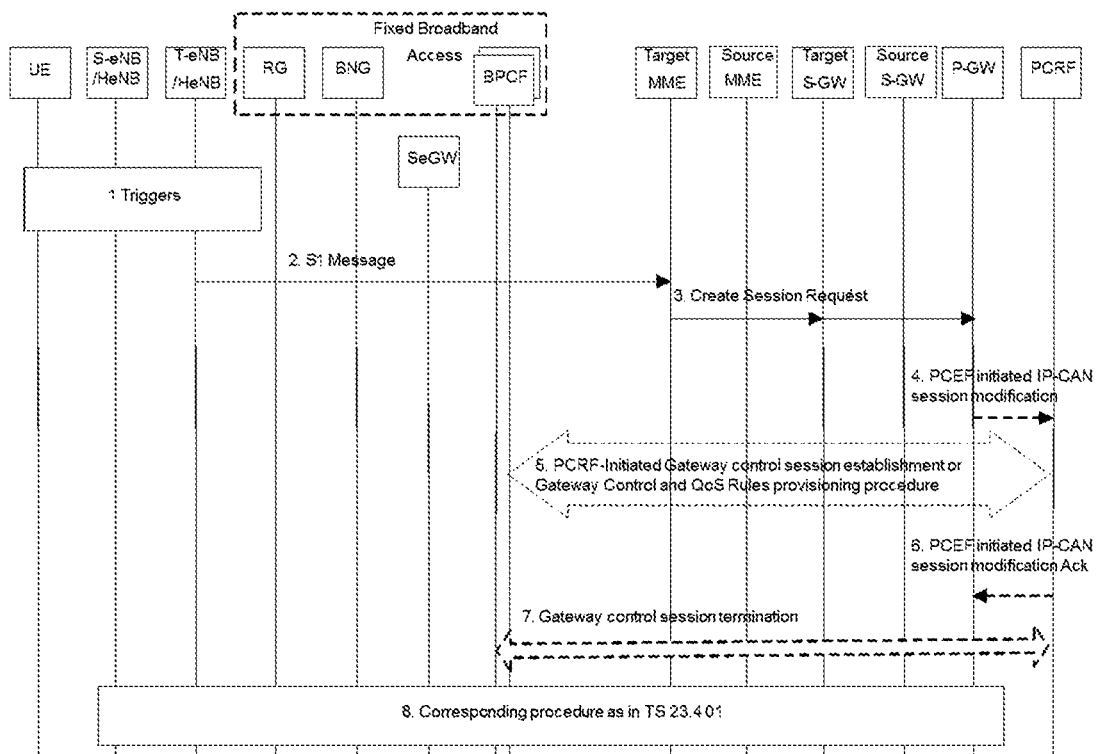 Fixed Broadband
Access
UE
S-eNB
/HeNB
T-eNB
/HeNB
RG
BNG
BPCF
Target
MME
Source
MME
Target
S-GW
Source
S-GW
P-GW
PCRF
SeGW
1 Triggers
2. S1 Message
3. Create Session Request
4. PCEF initiated IP-CAN
session modification
5. PCRF-Initiated Gateway control session establishment or
Gateway Control and QoS Rules provisioning procedure
6. PCEF initiated IP-CAN
session modification Ack
7. Gateway control session termination
8. Corresponding procedure as in TS 23.401